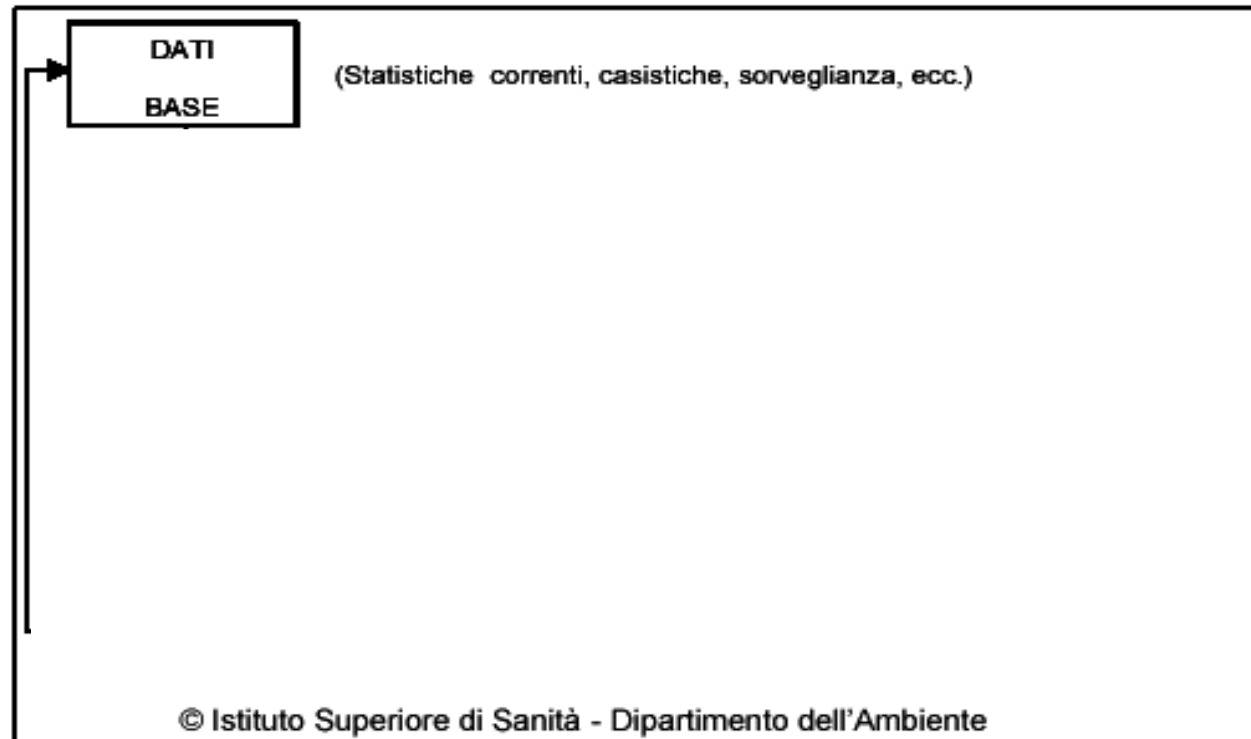 DATI
BASE
(Statistiche correnti, casistiche, sorveglianza, ecc.)
© Istituto Superiore di Sanità - Dipartimento dell'Ambiente